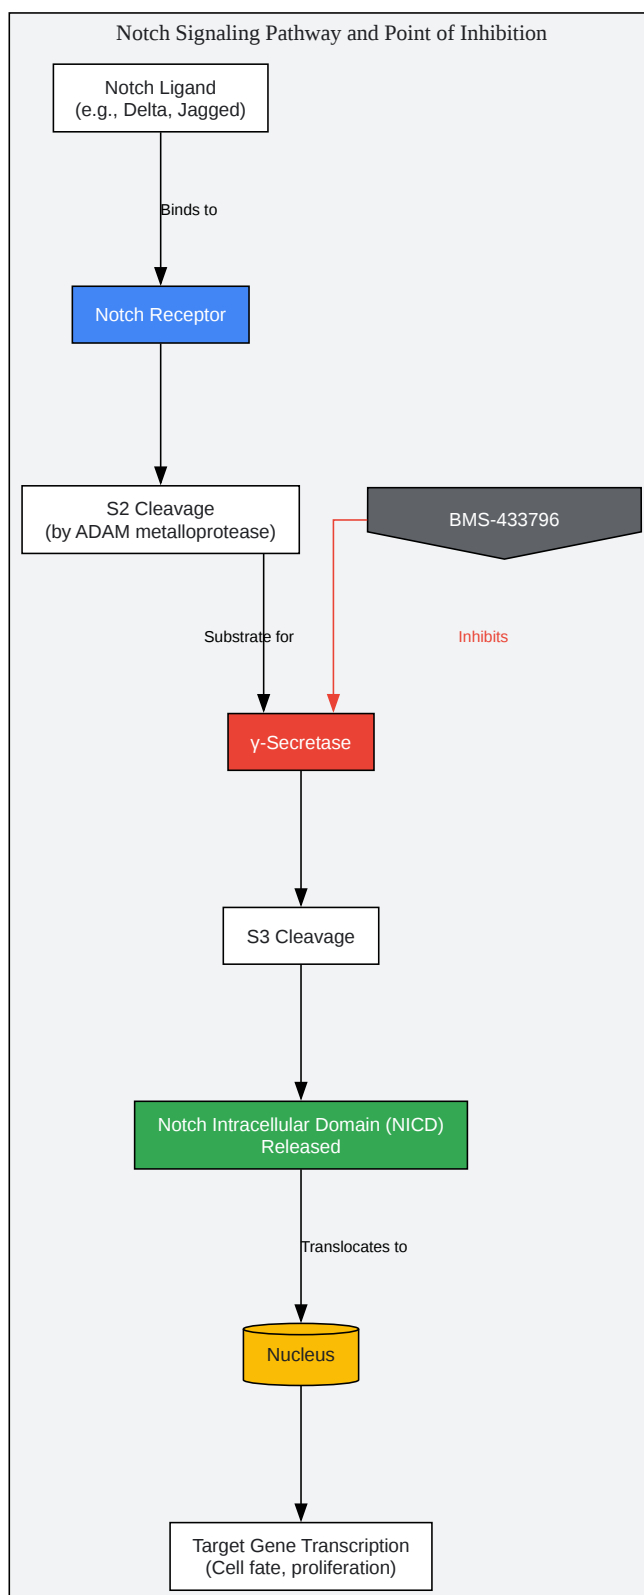 Notch Signaling Pathway and Point of Inhibition
Notch Ligand
(e.g., Delta, Jagged)
Binds to
Notch Receptor
S2 Cleavage
(by ADAM metalloprotease)
BMS-433796
Substrate for
Inhibits
γ-Secretase
S3 Cleavage
Notch Intracellular Domain (NICD)
Released
Translocates to
Nucleus
Target Gene Transcription
(Cell fate, proliferation)